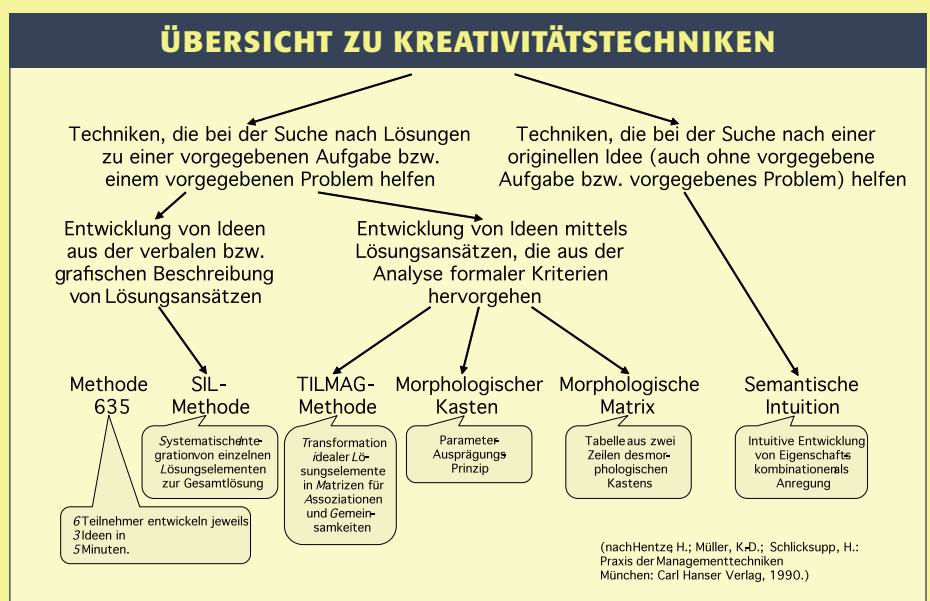 ÜBERSICHT ZU KREATIVITÄTSTECHNIKEN
Techniken, die bei der Suche nach Lösungen
zu einer vorgegebenen Aufgabe bzw.
einem vorgegebenen Problem helfen
Techniken, die bei der Suche nach einer
originellen Idee (auch ohne vorgegebene
Aufgabe bzw. vorgegebenes Problem) helfen
Entwicklung von Ideen
aus der verbalen bzw.
grafischen Beschreibung
von Lösungsansätzen
Entwicklung von Ideen mittels
Lösungsansätzen, die aus der
Analyse formaler Kriterien
hervorgehen
Methode
635
SIL-
Methode
TILMAG-
Methode
Morphologischer
Kasten
Morphologische
Matrix
Semantische
Intuition
6 Teilnehmer entwickeln jeweils
3 Ideen in
5 Minuten.
Systematische Inte-
gration von einzelnen
Lösungselementen
zur Gesamtlösung
Transformation
idealer Lö-
sungselemente
in Matrizen für
Assoziationen
und Gemein-
samkeiten
Parameter-
Ausprägungs-
Prinzip
Tabelle aus zwei
Zeilen des mor-
phologischen
Kastens
Intuitive Entwicklung
von Eigenschafts-
kombinationen als
Anregung
(nach Hentze, H.; Müller, K.-D.; Schlicksupp, H.:
Praxis der Managementtechniken
München: Carl Hanser Verlag, 1990.)